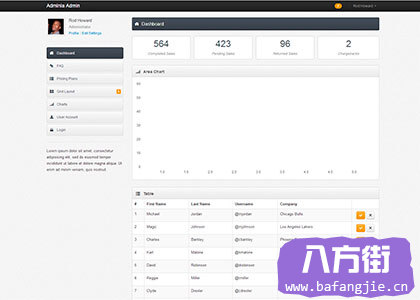 Adminia Admin
Rod Howard
Rod Howard
Administrator
Profile Edit Settings
Dashboard
FAQ
Pricing Plans
Grid Layout
Charts
User Account
Login
Lorem ipsum dolor sit amet, consectetur
adipisicing elit, sed do eiusmod tempor
incididunt ut labore et dolore magna aliqua. Ut
enim ad minim veniam, quis nostrud.
Dashboard
564
Completed Sales
423
Pending Sales
96
Returned Sales
2
Chargebacks
Area Chart
Table
# First Name Last Name Username Company
1 Michael Jordan @mjordan Chicago Bulls
2 Magic Johnson @mjohnson Los Angeles Lakers
3 Charles Barkley @cbarkley
4 Karl Malone @kmalone
5 David Robinson @drobinson
6 Reggie Miller @rmiller
7 Clyde Drexler @cdrexler
八方街
www.bafangjie.cn